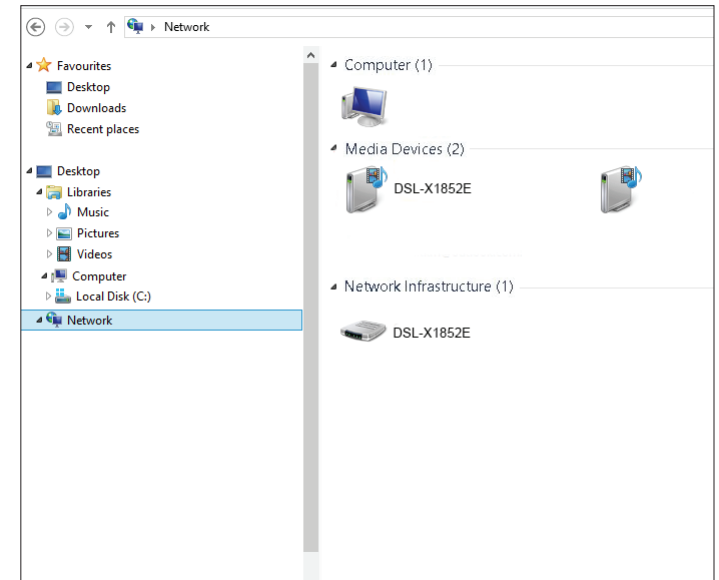 Network
Favourites
Desktop
Downloads
Recent places
Desktop
Libraries
Music
Pictures
Videos
Computer
Local Disk (C:)
Network
Computer (1)
Media Devices (2)
DSL-X1852E
Network Infrastructure (1)
DSL-X1852E